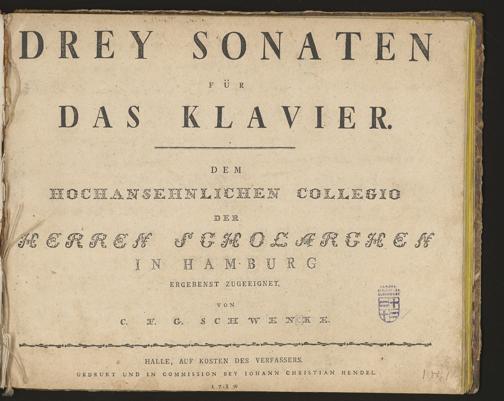 DREY SONATEN
FÜR
DAS KLAVIER.
DEM
HOCHANSEHNLICHEN COLLEGIO
DER
HERREN SCHOLARCHEN
IN HAMBURG
ERGEBENST ZUGEEIGNET,
VON
C. F. G. SCHWENKE.
HALLE, AUF KOSTEN DES VERFASSERS.
GEDRUKT UND IN COMMISSION BEY IOHANN CHRISTIAN HENDEL